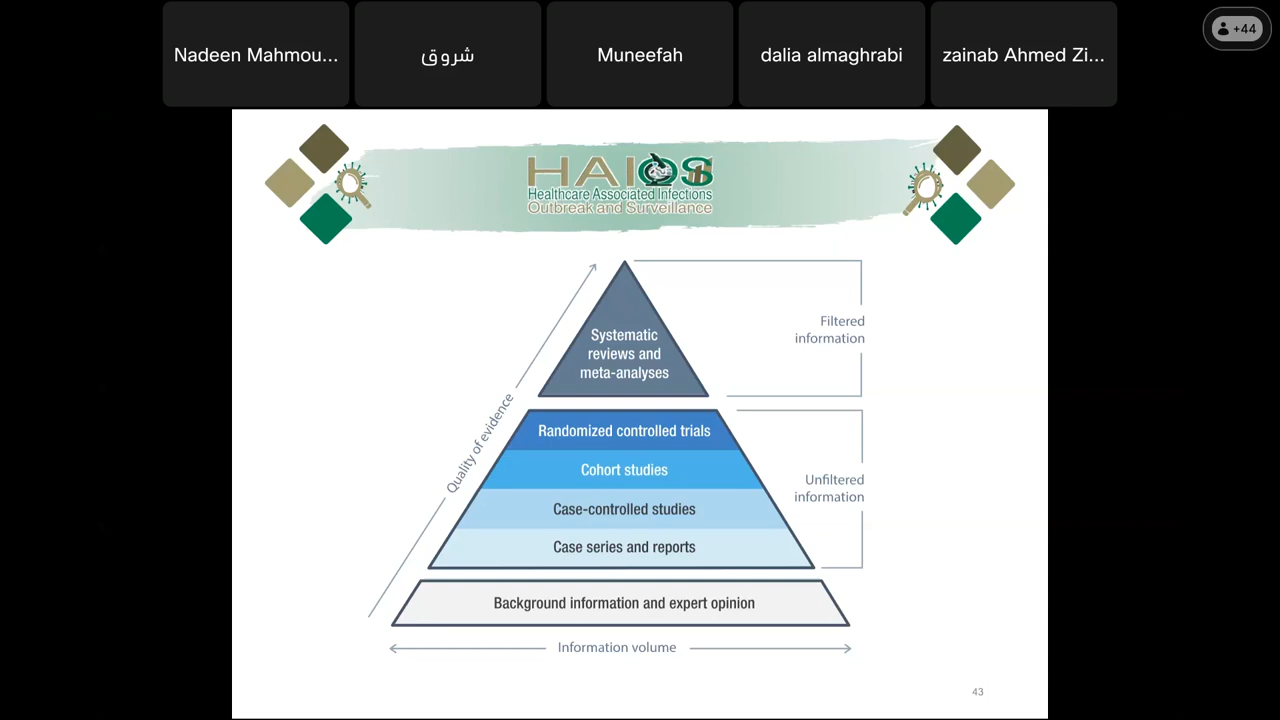 Nadeen Mahmou...
شروق
Muneefah
dalia almaghrabi
zainab Ahmed Zi...
+44
HAIOS
Healthcare Associated Infections
Outbreak and Surveillance
Systematic
reviews and
meta-analyses
Filtered
information
Quality of evidence
Randomized controlled trials
Cohort studies
Case-controlled studies
Case series and reports
Unfiltered
information
Background information and expert opinion
Information volume
43